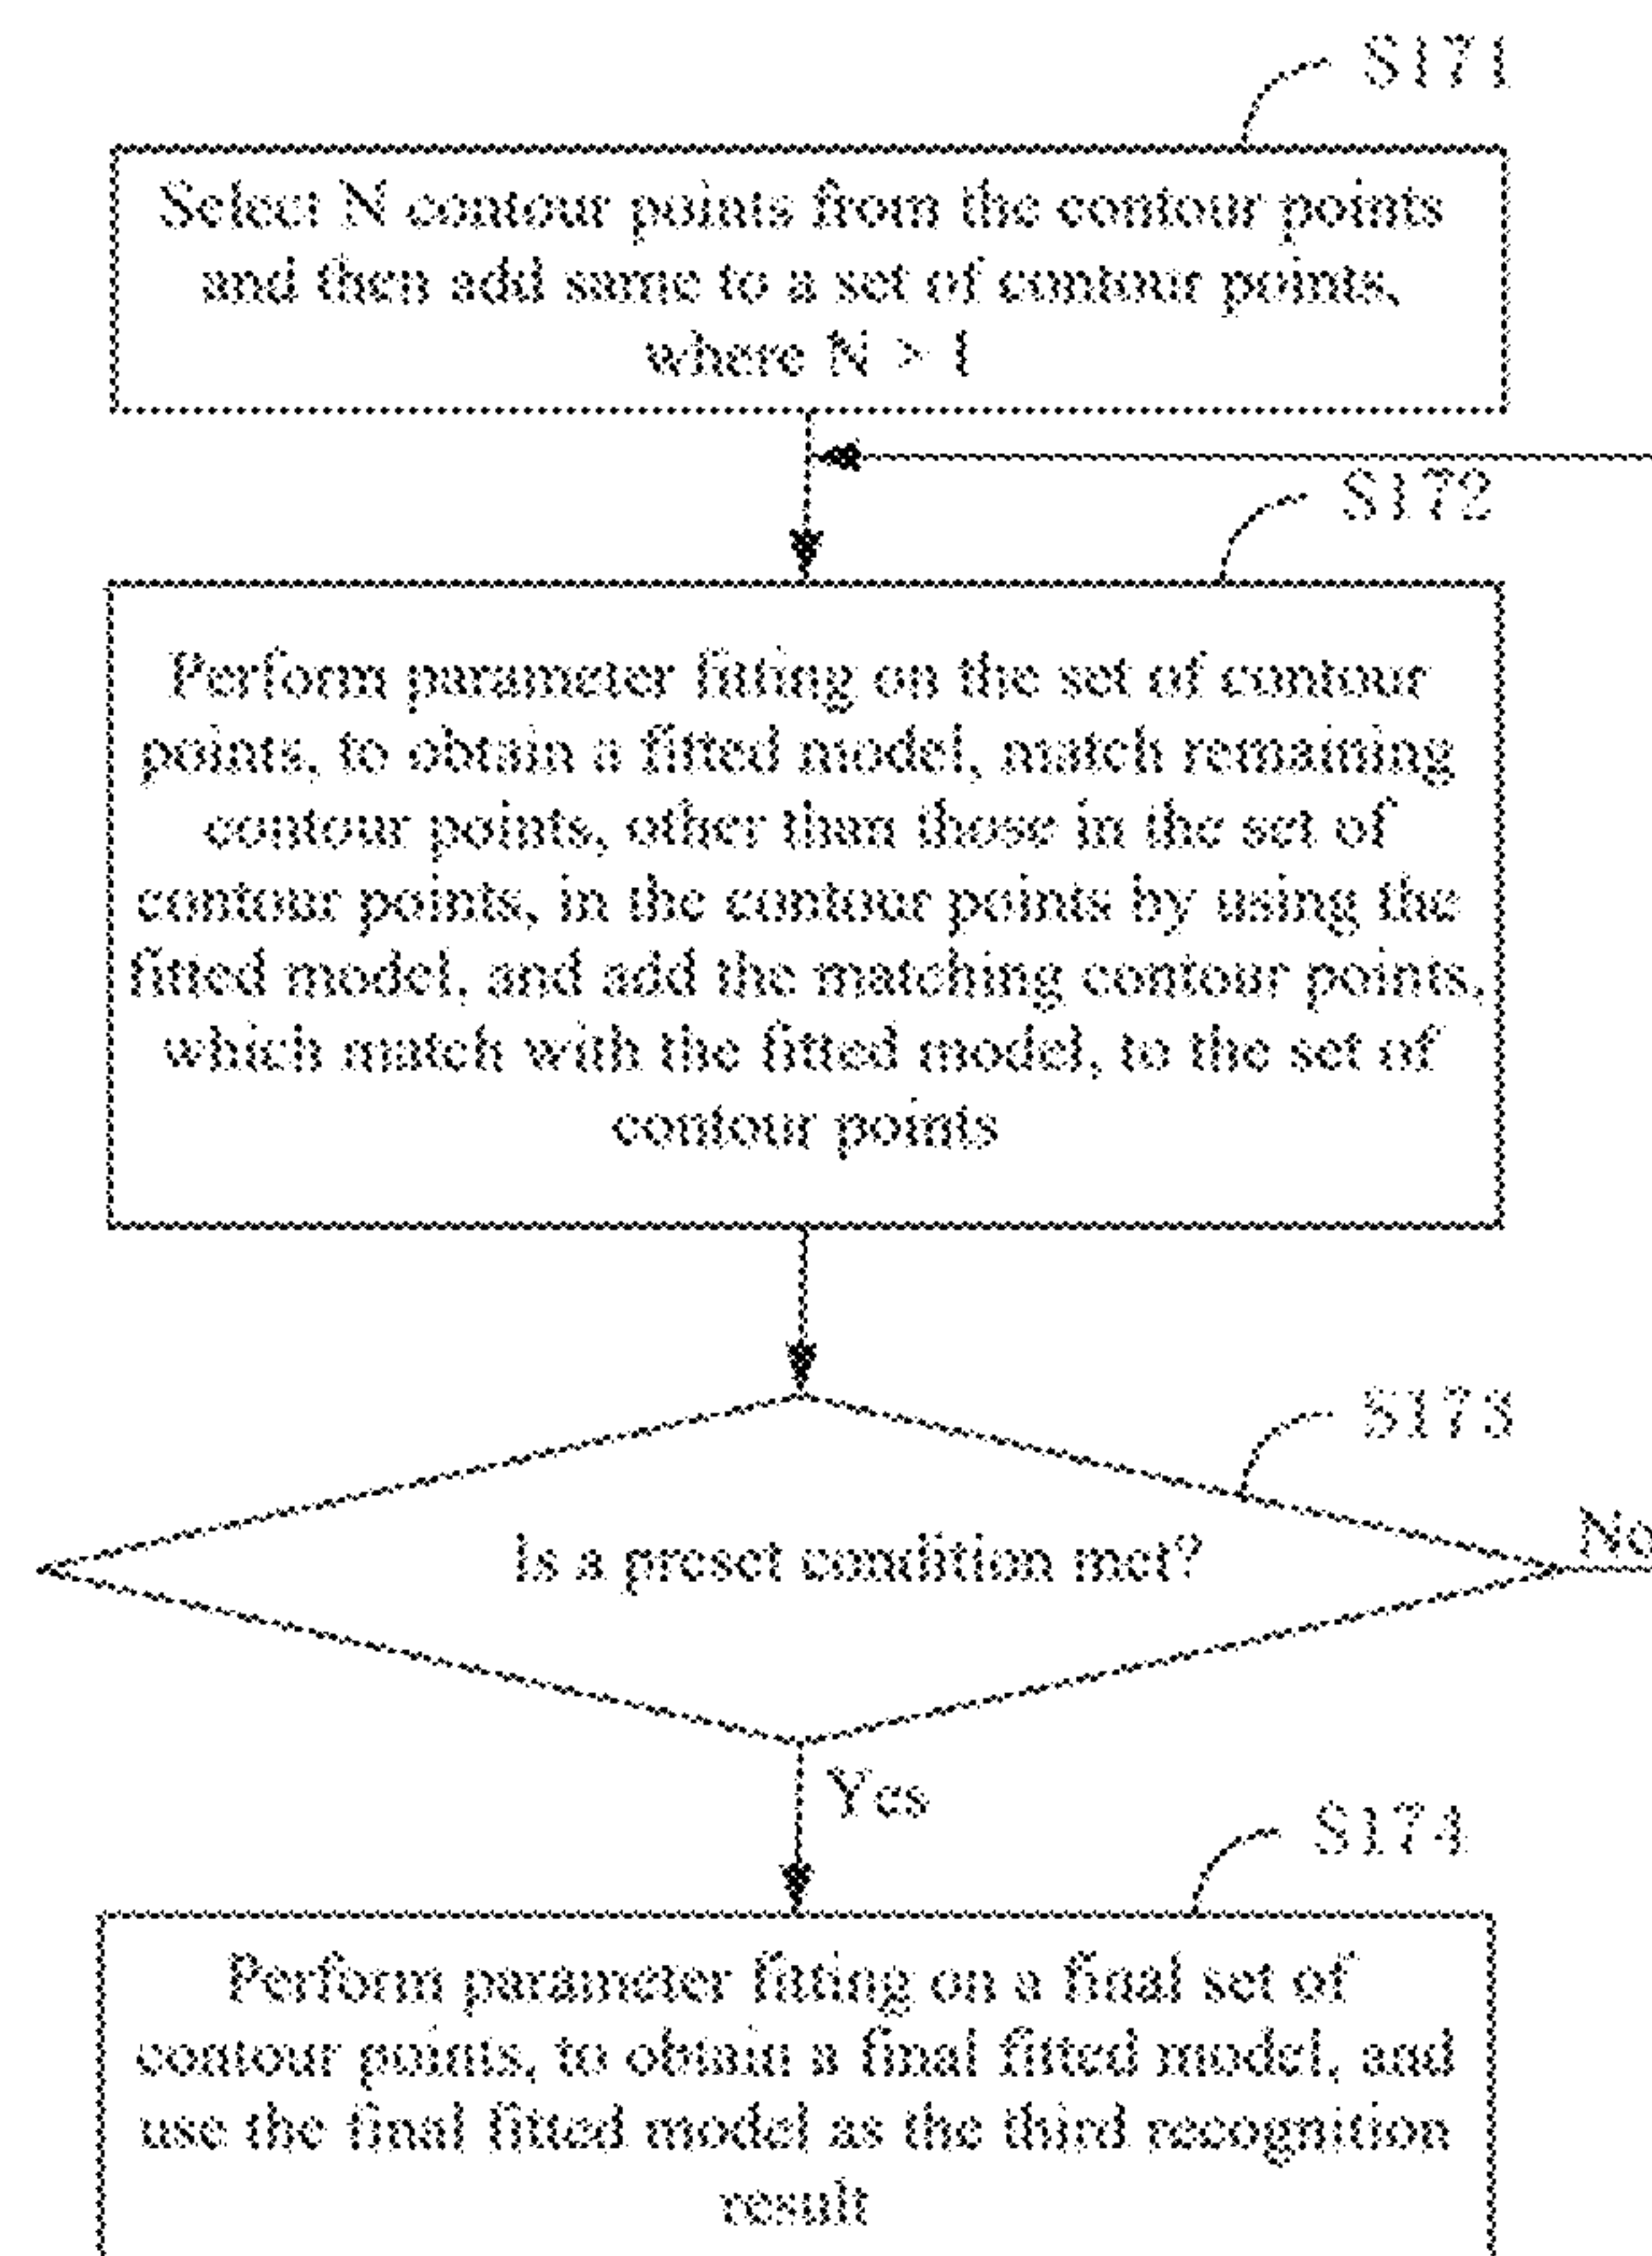 S171
Select N contour points from the contour points
and then add same to a set of contour points,
where N > 1
S172
Perform parameter fitting on the set of contour
points, to obtain a fitted model, match remaining
contour points, other than those in the set of
contour points, in the contour points by using the
fitted model, and add the matching contour points,
which match with the fitted model, to the set of
contour points
S173
Is a preset condition met?
No
Yes
S174
Perform parameter fitting on a final set of
contour points, to obtain a final fitted model, and
use the final fitted model as the third recognition
result